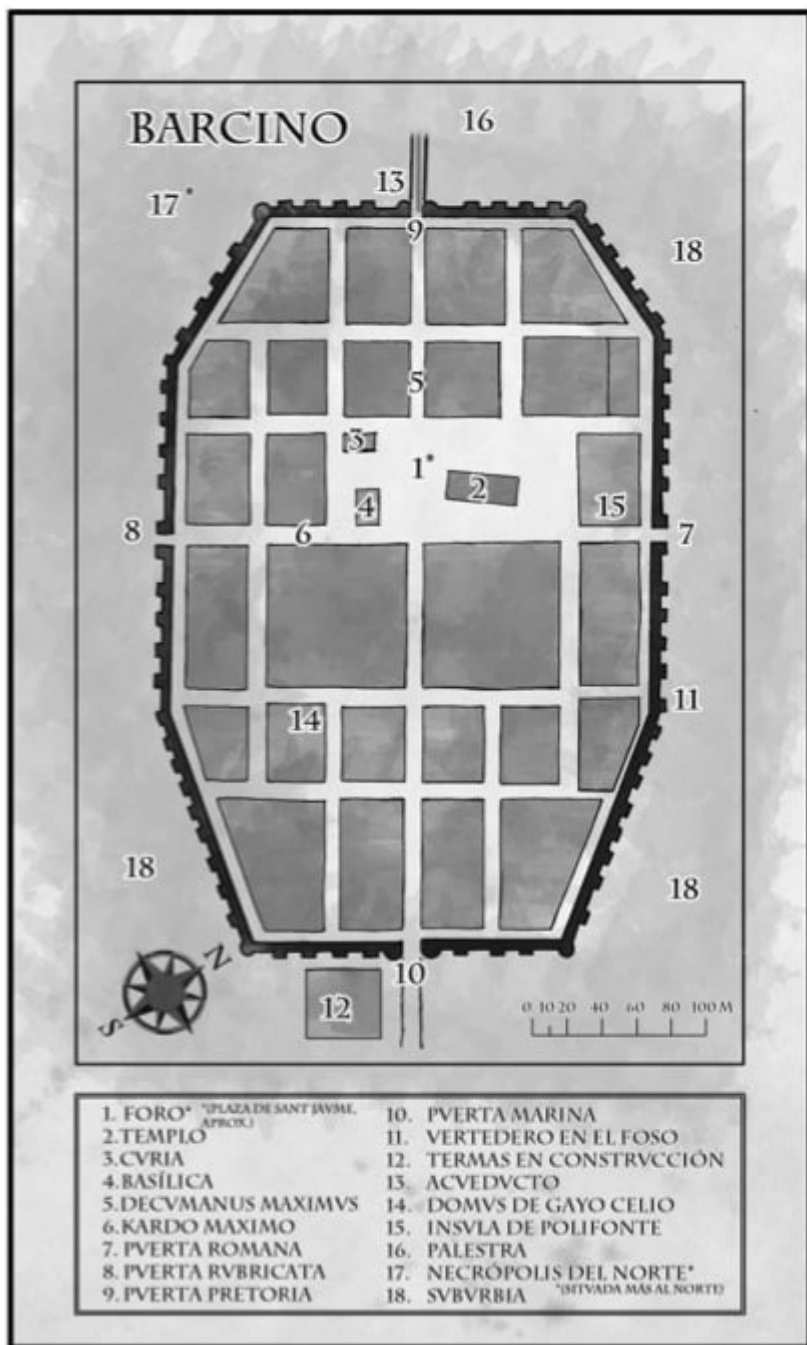 BARCINO
16
13
17*
9
18
5
3
1*
2
4
15
8
6
7
11
14
18
18
N
S
10
12
0 10 20 40 60 80 100 M
1. FORO* *(PLAZA DE SANT JAVME, APROX.)
2. TEMPLO
3. CVRIA
4. BASÍLICA
5. DECVMANUS MAXIMVS
6. KARDO MAXIMO
7. PVERTA ROMANA
8. PVERTA RVBRICATA
9. PVERTA PRETORIA
10. PVERTA MARINA
11. VERTEDERO EN EL FOSO
12. TERMAS EN CONSTRVCCIÓN
13. ACVEDVCTO
14. DOMVS DE GAYO CELIO
15. INSVLA DE POLIFONTE
16. PALESTRA
17. NECRÓPOLIS DEL NORTE*
18. SVBVRBIA *(SITVADA MÁS AL NORTE)